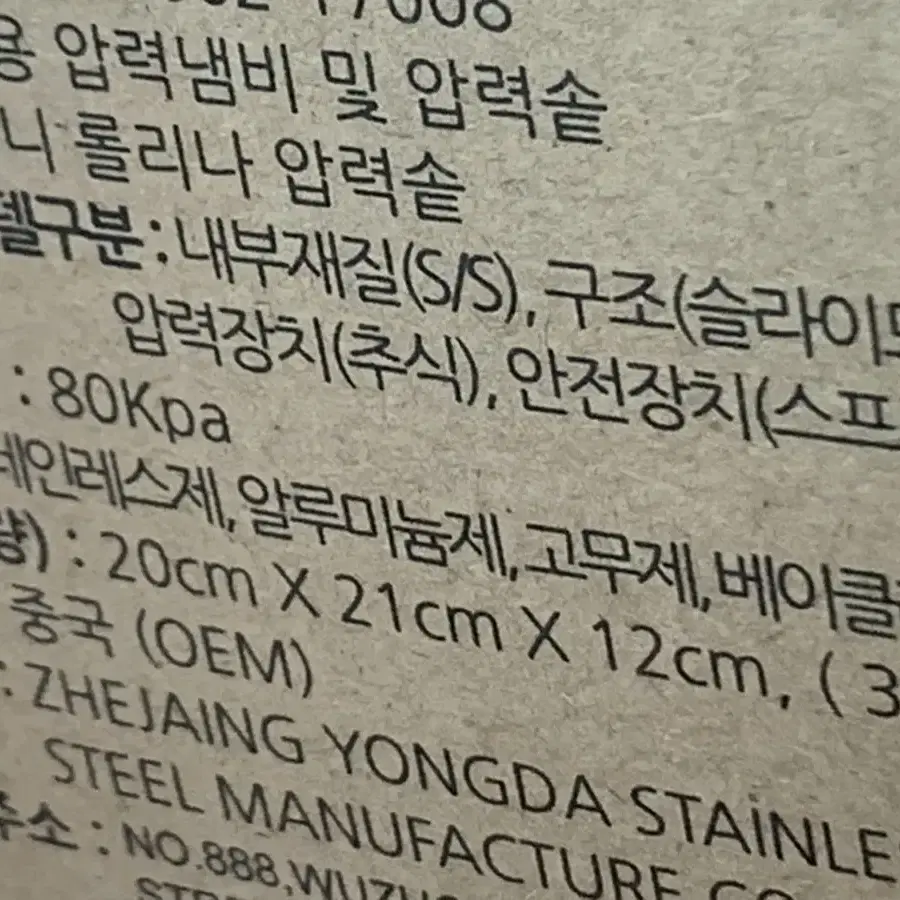 압력냄비 및 압력솥
니 롤리나 압력솥
델구분 : 내부재질(S/S), 구조(슬라이드
압력장치(추식), 안전장치(스프
: 80Kpa
테인레스제, 알루미늄제, 고무제, 베이클
량) : 20cm X 21cm X 12cm, ( 3
중국 (OEM)
: ZHEJAING YONGDA STAiNLE
STEEL MANUFACTURE CO
주소 : NO.888, WUZHO